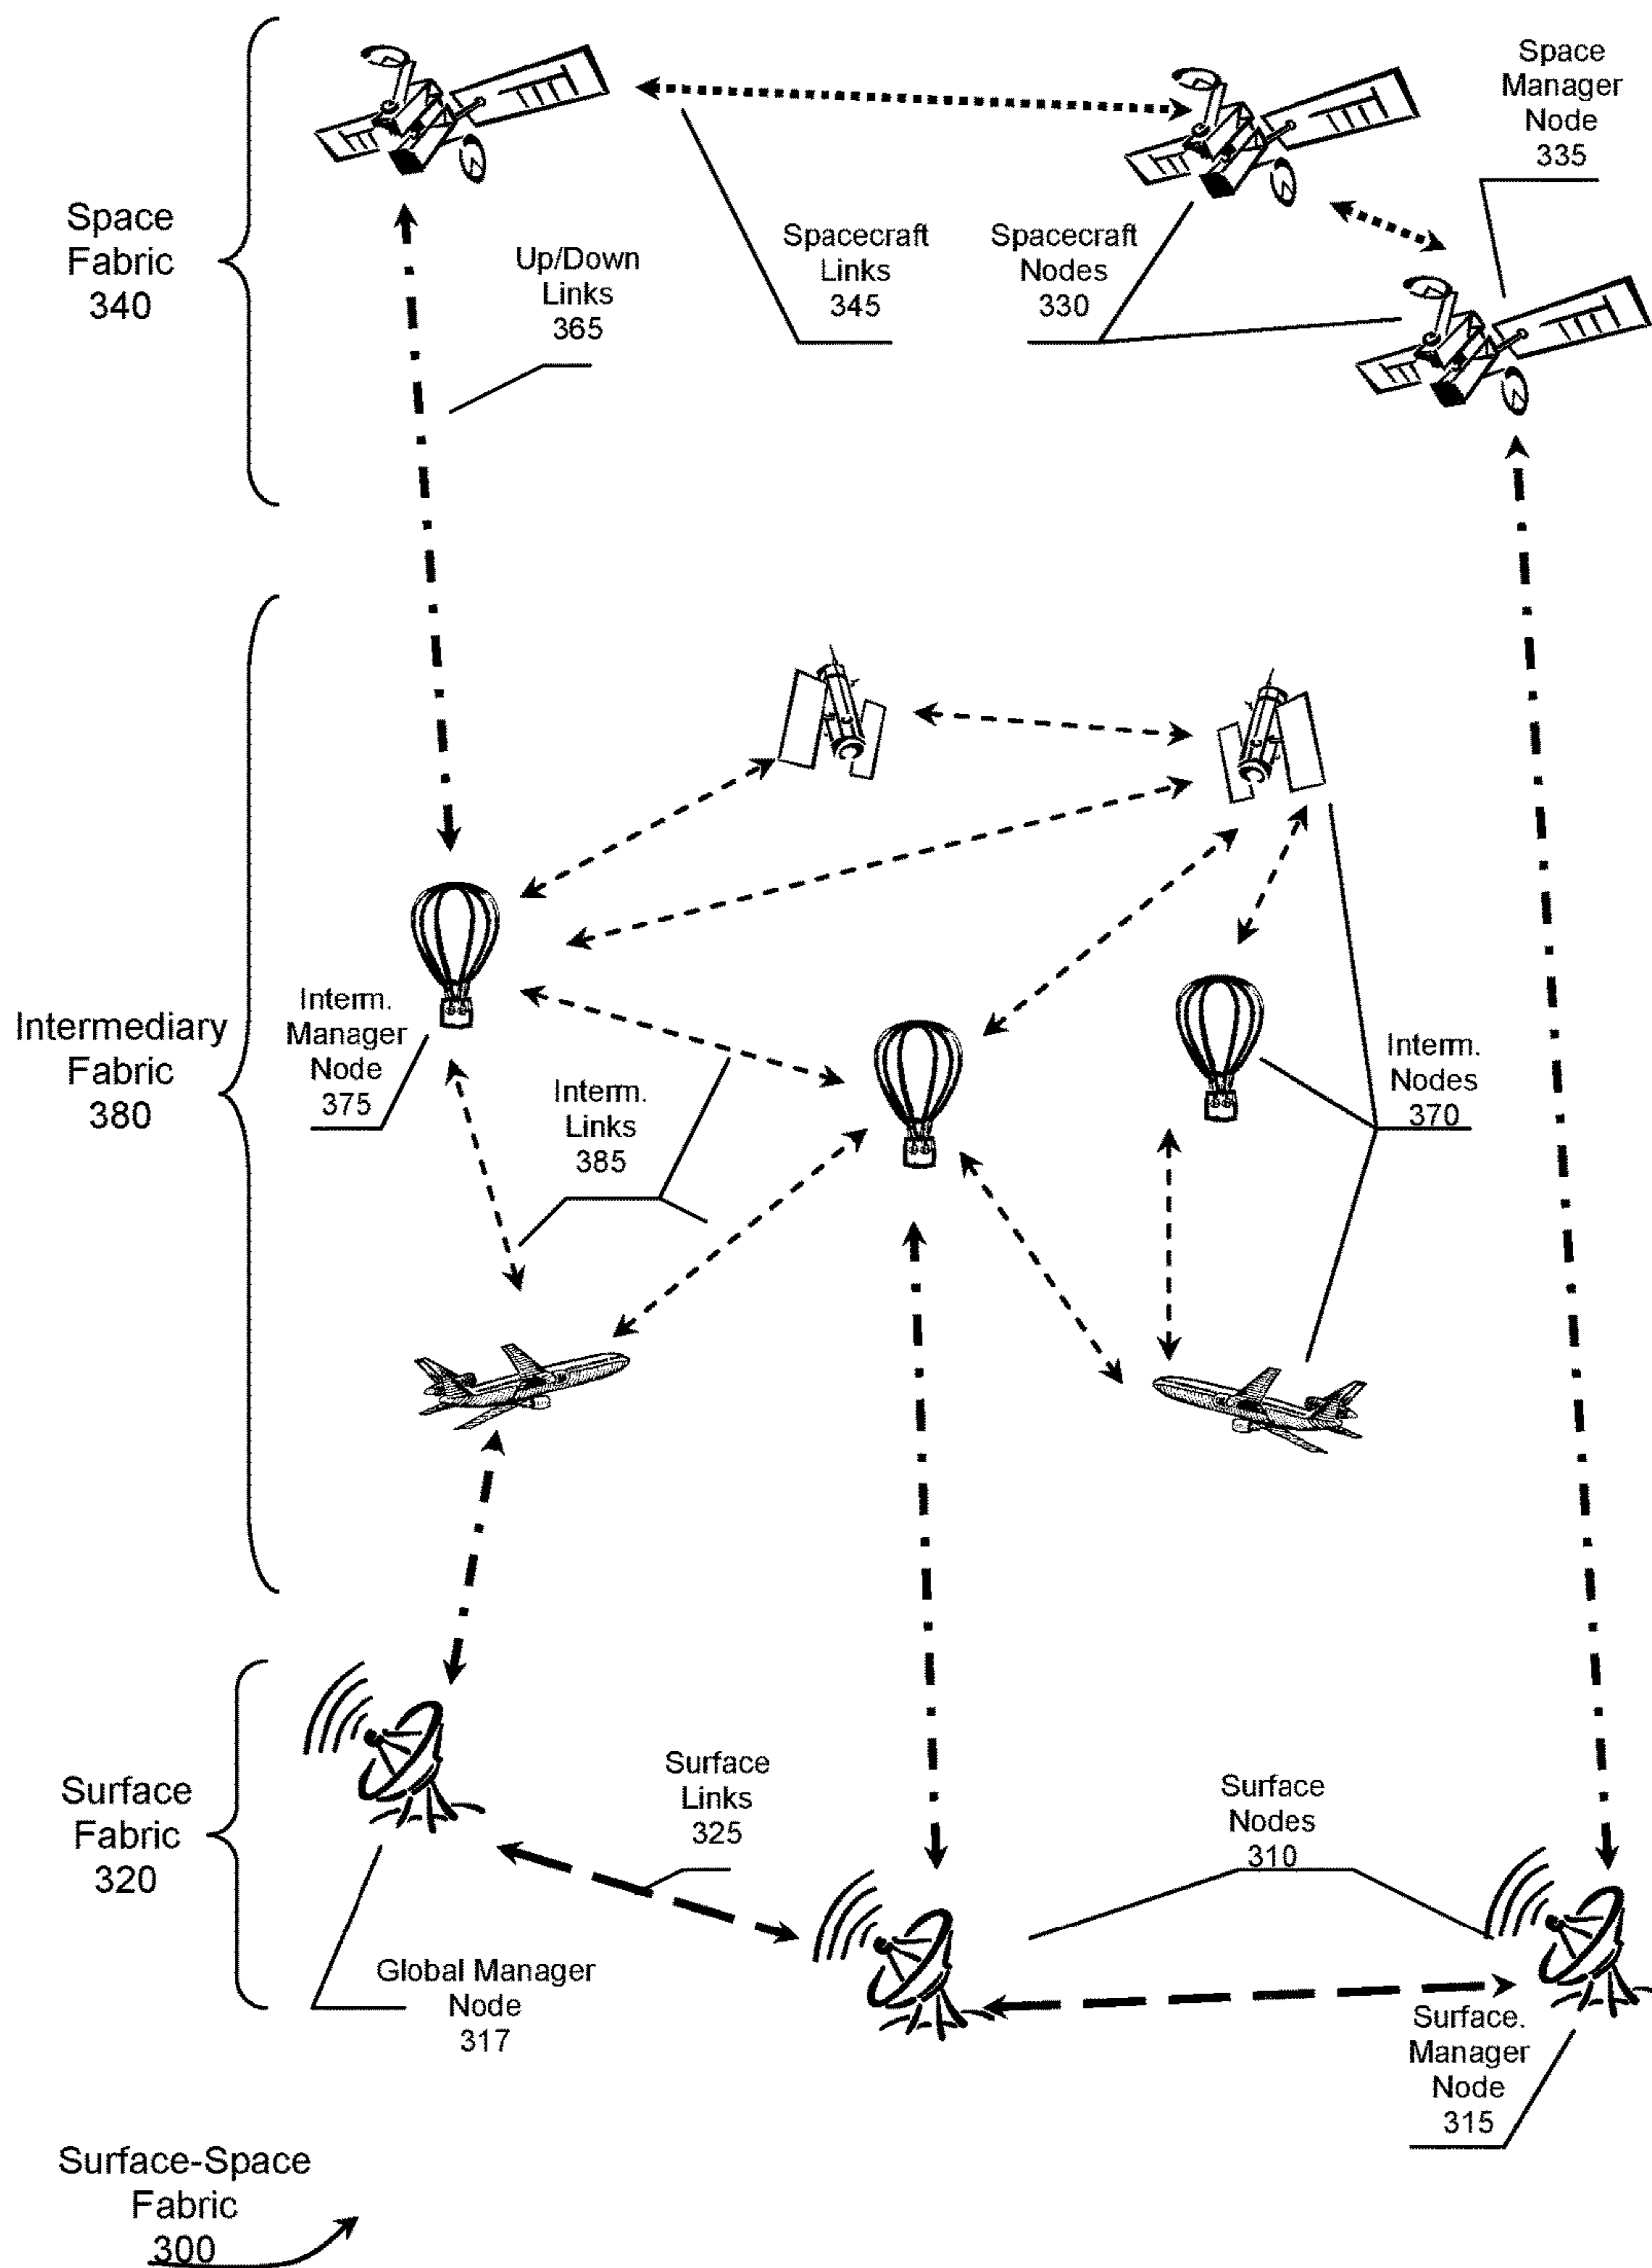 Space
Manager
Node
335
Space
Fabric
340
Up/Down
Links
365
Spacecraft
Links
345
Spacecraft
Nodes
330
Intermediary
Fabric
380
Interm.
Manager
Node
375
Interm.
Links
385
Interm.
Nodes
370
Surface
Fabric
320
Surface
Links
325
Surface
Nodes
310
Global Manager
Node
317
Surface.
Manager
Node
315
Surface-Space
Fabric
300